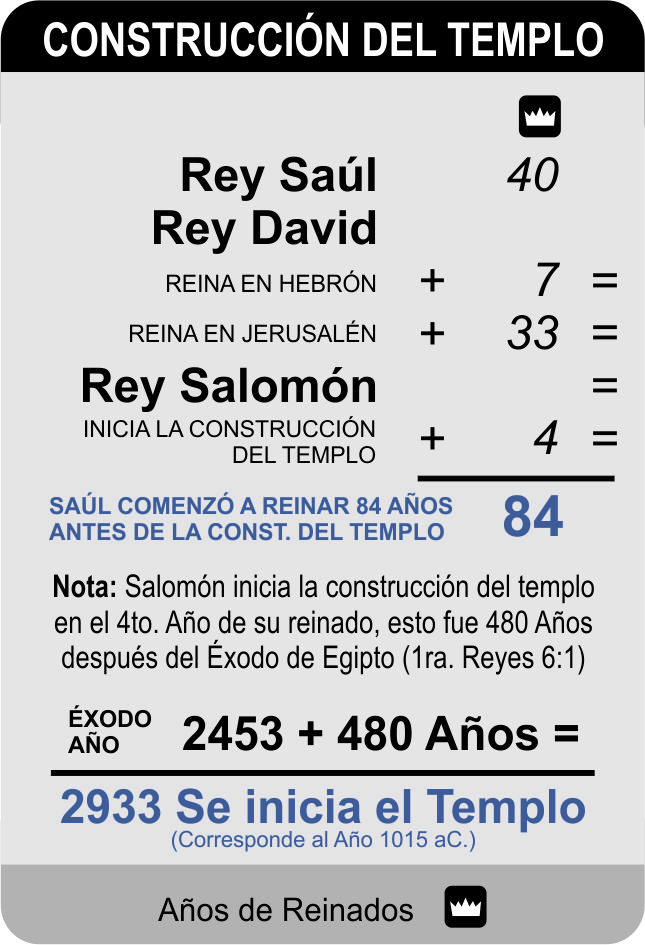 CONSTRUCCIÓN DEL TEMPLO
Rey Saúl 40
Rey David
REINA EN HEBRÓN + 7 =
REINA EN JERUSALÉN + 33 =
Rey Salomón =
INICIA LA CONSTRUCCIÓN
DEL TEMPLO + 4 =
SAÚL COMENZÓ A REINAR 84 AÑOS
ANTES DE LA CONST. DEL TEMPLO 84
Nota: Salomón inicia la construcción del templo
en el 4to. Año de su reinado, esto fue 480 Años
después del Éxodo de Egipto (1ra. Reyes 6:1)
ÉXODO
AÑO 2453 + 480 Años =
2933 Se inicia el Templo
(Corresponde al Año 1015 aC.)
Años de Reinados